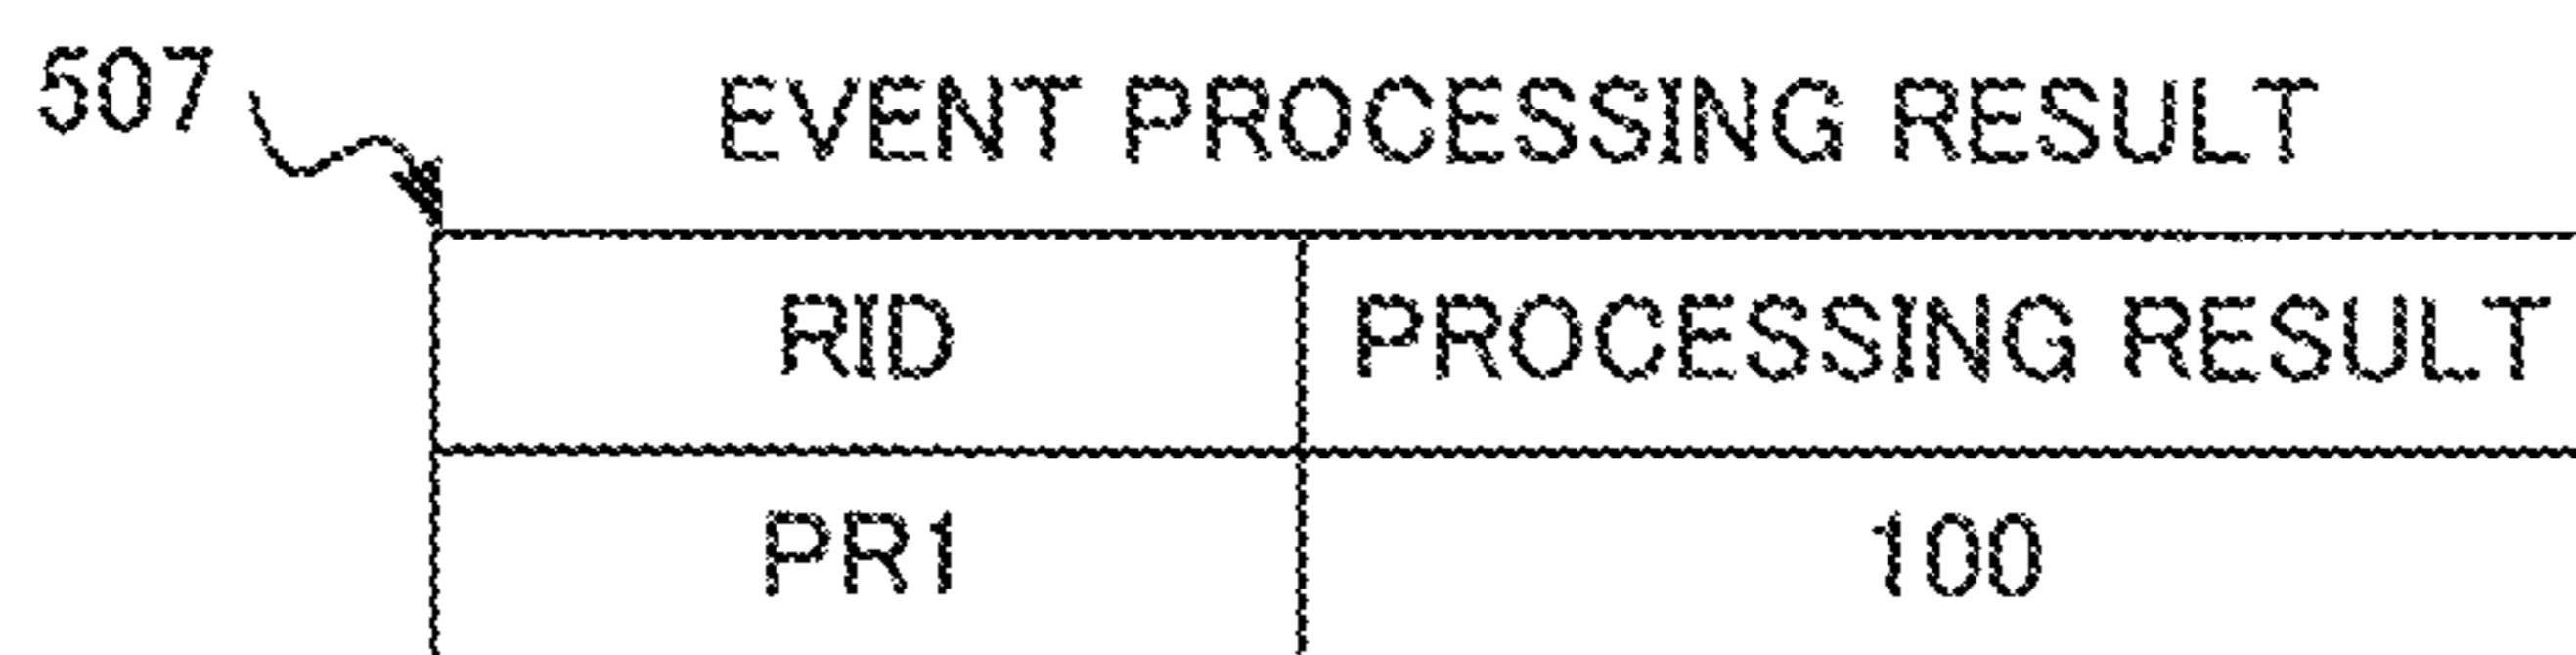 507 EVENT PROCESSING RESULT
RID PROCESSING RESULT
PR1 100